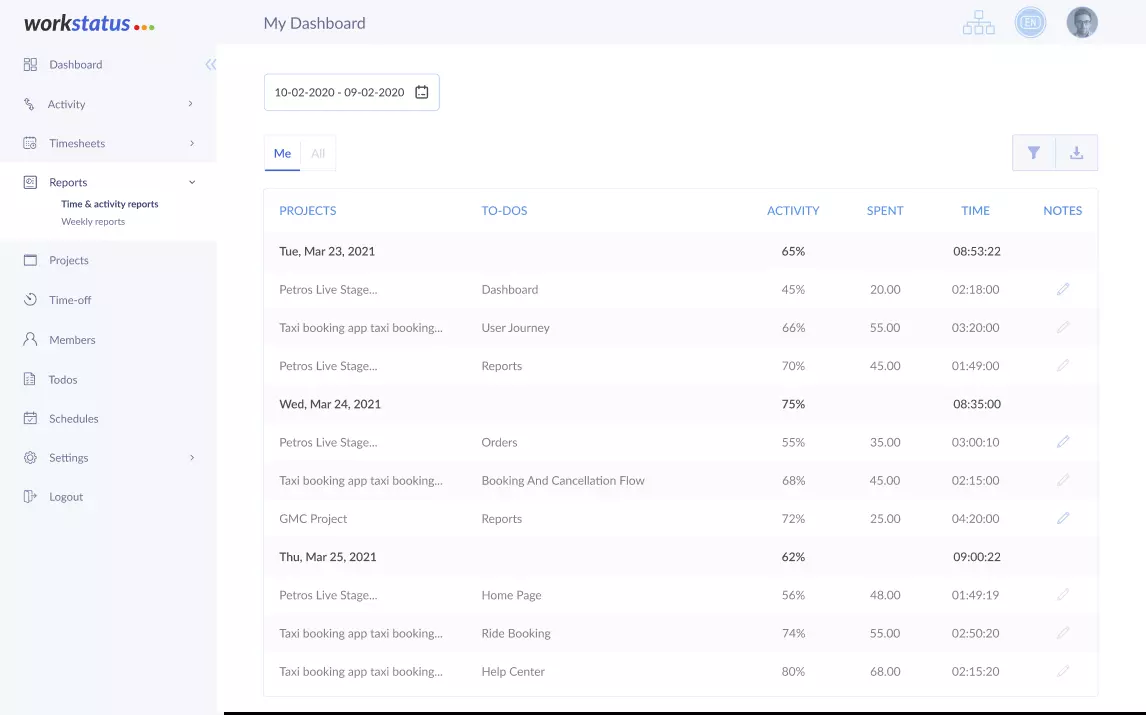 workstatus
My Dashboard
EN
Dashboard
Activity
Timesheets
Reports
Time & activity reports
Weekly reports
Projects
Time-off
Members
Todos
Schedules
Settings
Logout
10-02-2020 - 09-02-2020
Me All
PROJECTS TO-DOS ACTIVITY SPENT TIME NOTES
Tue, Mar 23, 2021 65% 08:53:22
Petros Live Stage... Dashboard 45% 20.00 02:18:00
Taxi booking app taxi booking... User Journey 66% 55.00 03:20:00
Petros Live Stage... Reports 70% 45.00 01:49:00
Wed, Mar 24, 2021 75% 08:35:00
Petros Live Stage... Orders 55% 35.00 03:00:10
Taxi booking app taxi booking... Booking And Cancellation Flow 68% 45.00 02:15:00
GMC Project Reports 72% 25.00 04:20:00
Thu, Mar 25, 2021 62% 09:00:22
Petros Live Stage... Home Page 56% 48.00 01:49:19
Taxi booking app taxi booking... Ride Booking 74% 55.00 02:50:20
Taxi booking app taxi booking... Help Center 80% 68.00 02:15:20